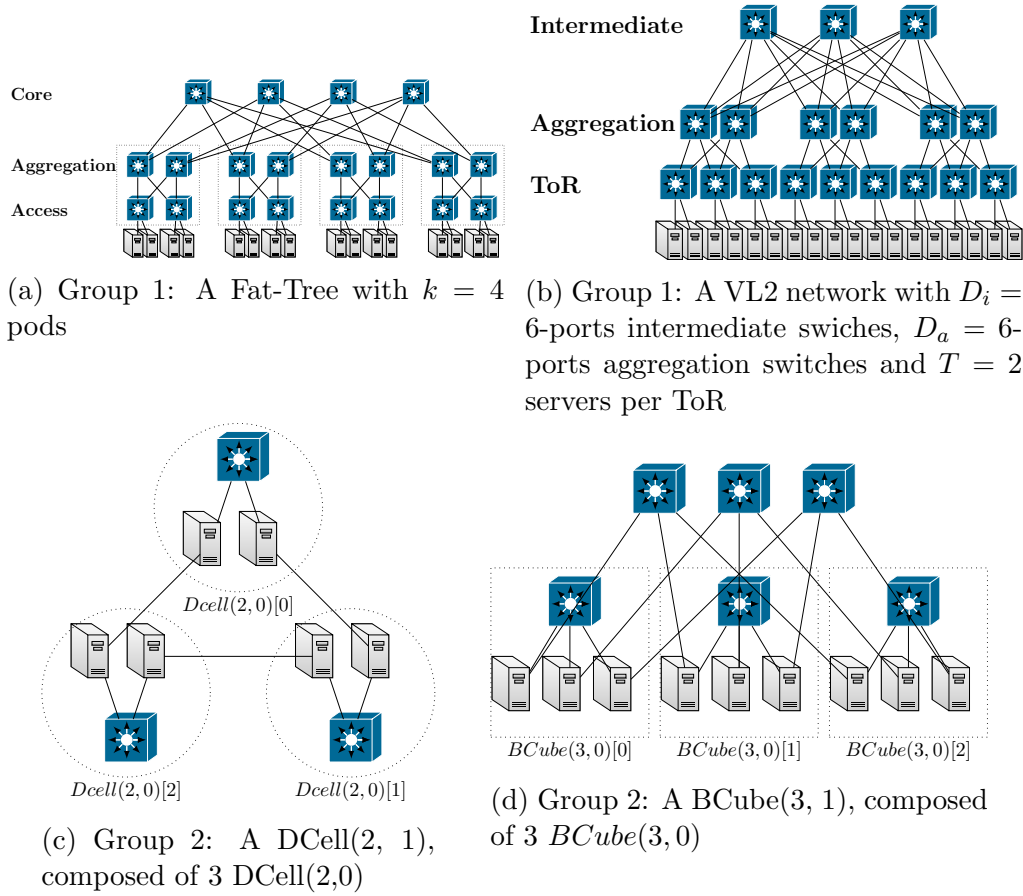 Core
Aggregation
Access
(a) Group 1: A Fat-Tree with k = 4
pods
Intermediate
Aggregation
ToR
(b) Group 1: A VL2 network with D_i =
6-ports intermediate swiches, D_a = 6-
ports aggregation switches and T = 2
servers per ToR
Dcell(2,0)[0]
Dcell(2,0)[2]
Dcell(2,0)[1]
(c) Group 2: A DCell(2, 1),
composed of 3 DCell(2,0)
BCube(3,0)[0]
BCube(3,0)[1]
BCube(3,0)[2]
(d) Group 2: A BCube(3, 1), composed
of 3 BCube(3,0)